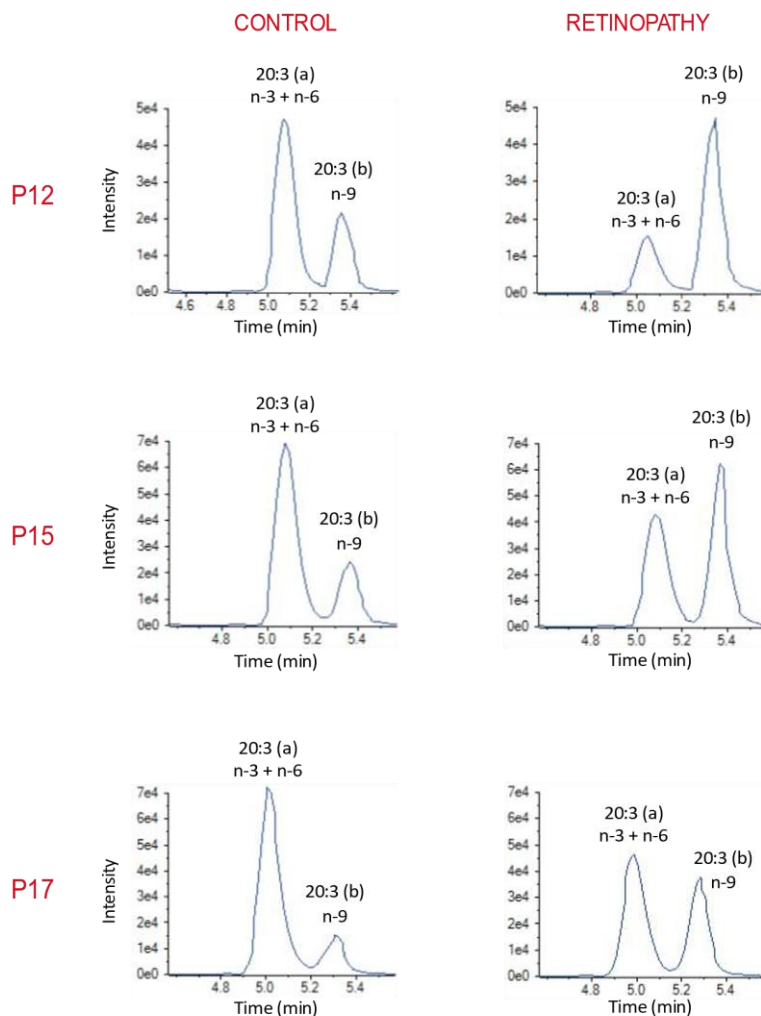 CONTROL
RETINOPATHY
P12
20:3 (a)
n-3 + n-6
20:3 (b)
n-9
Intensity
5e4
4e4
3e4
2e4
1e4
0e0
4.6 4.8 5.0 5.2 5.4
Time (min)
20:3 (b)
n-9
20:3 (a)
n-3 + n-6
5e4
4e4
3e4
2e4
1e4
0e0
4.8 5.0 5.4
Time (min)
P15
20:3 (a)
n-3 + n-6
20:3 (b)
n-9
Intensity
7e4
6e4
5e4
4e4
3e4
2e4
1e4
0e0
4.8 5.0 5.2 5.4
Time (min)
20:3 (b)
n-9
20:3 (a)
n-3 + n-6
7e4
6e4
5e4
4e4
3e4
2e4
1e4
0e0
4.8 5.0 5.2 5.4
Time (min)
P17
20:3 (a)
n-3 + n-6
20:3 (b)
n-9
Intensity
7e4
6e4
5e4
4e4
3e4
2e4
1e4
0e0
4.8 5.0 5.2 5.4
Time (min)
20:3 (a)
n-3 + n-6
20:3 (b)
n-9
7e4
6e4
5e4
4e4
3e4
2e4
1e4
0e0
4.8 5.0 5.2 5.4
Time (min)